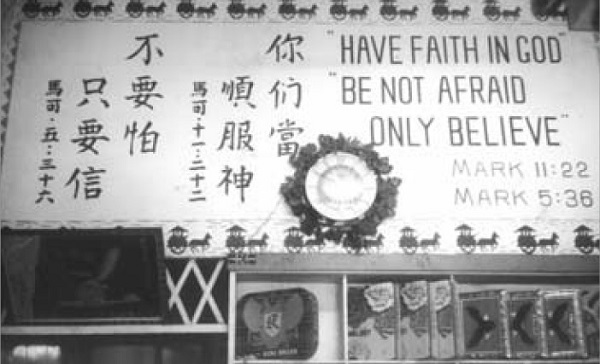 你们當
順服神
馬可·十一:二十二
不要怕
只要信
馬可·五:三十六
"HAVE FAITH IN GOD"
"BE NOT AFRAID
ONLY BELIEVE"
MARK 11:22
MARK 5:36